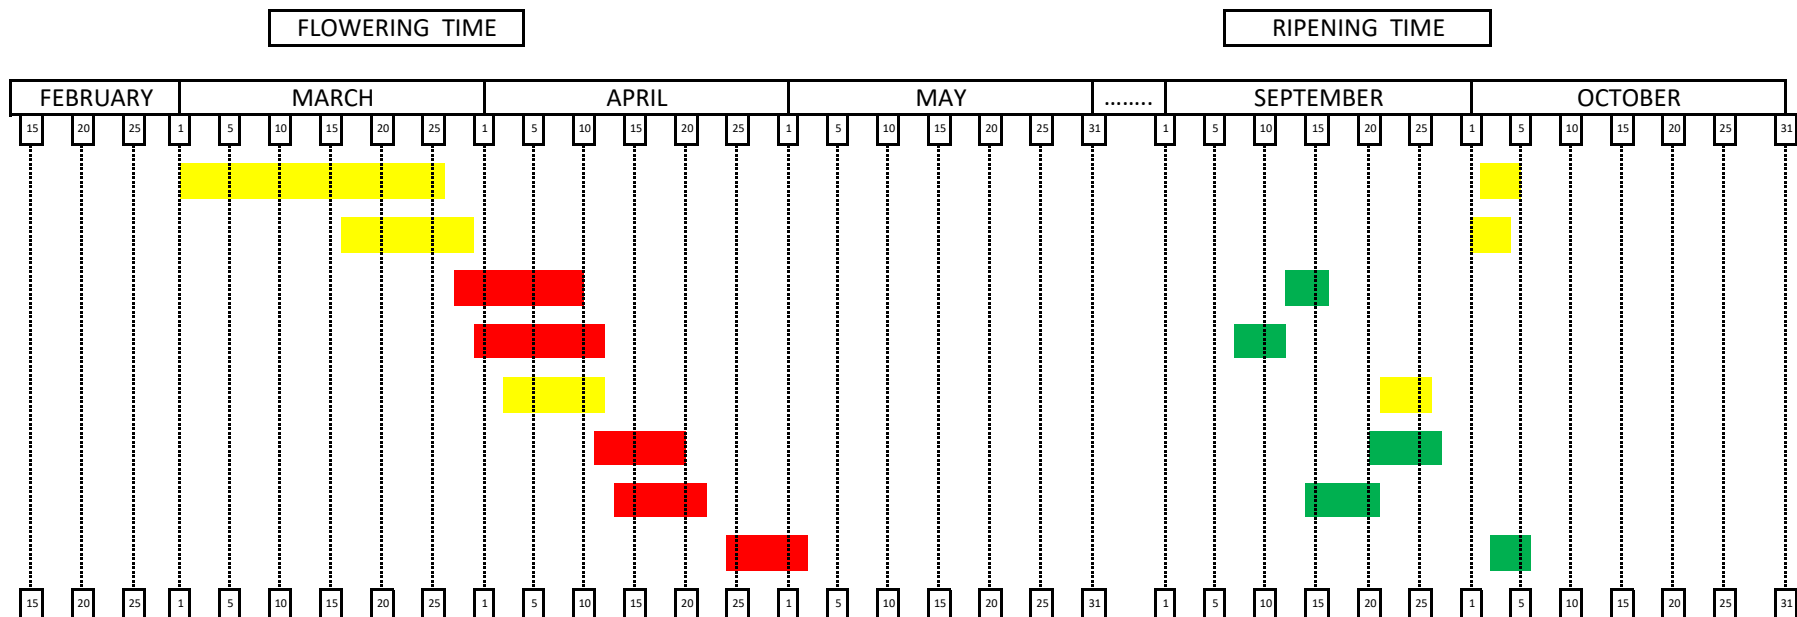 FLOWERING TIME RIPENING TIME
FEBRUARY MARCH APRIL MAY ........ SEPTEMBER OCTOBER
15 20 25 1 5 10 15 20 25 1 5 10 15 20 25 1 5 10 15 20 25 31 1 5 10 15 20 25 1 5 10 15 20 25 31
15 20 25 1 5 10 15 20 25 1 5 10 15 20 25 1 5 10 15 20 25 31 1 5 10 15 20 25 1 5 10 15 20 25 31